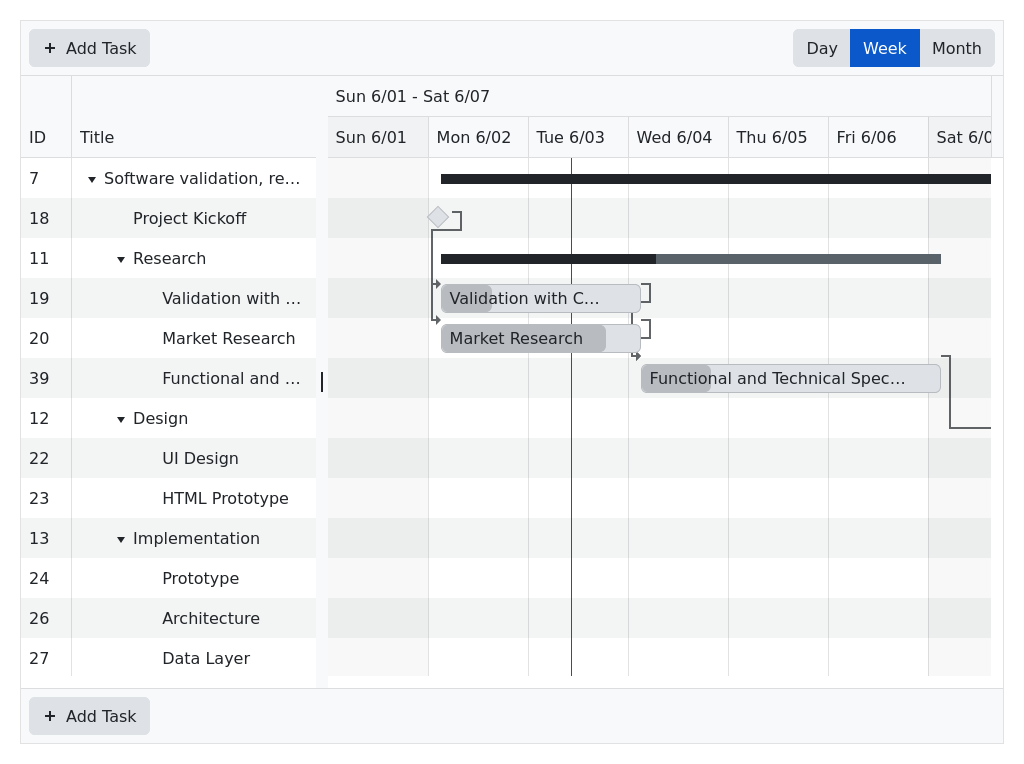 + Add Task
Day Week Month
Sun 6/01 - Sat 6/07
ID Title
Sun 6/01 Mon 6/02 Tue 6/03 Wed 6/04 Thu 6/05 Fri 6/06 Sat 6/0
7 Software validation, re…
18 Project Kickoff
11 Research
19 Validation with … Validation with C…
20 Market Research Market Research
39 Functional and … Functional and Technical Spec…
12 Design
22 UI Design
23 HTML Prototype
13 Implementation
24 Prototype
26 Architecture
27 Data Layer
+ Add Task